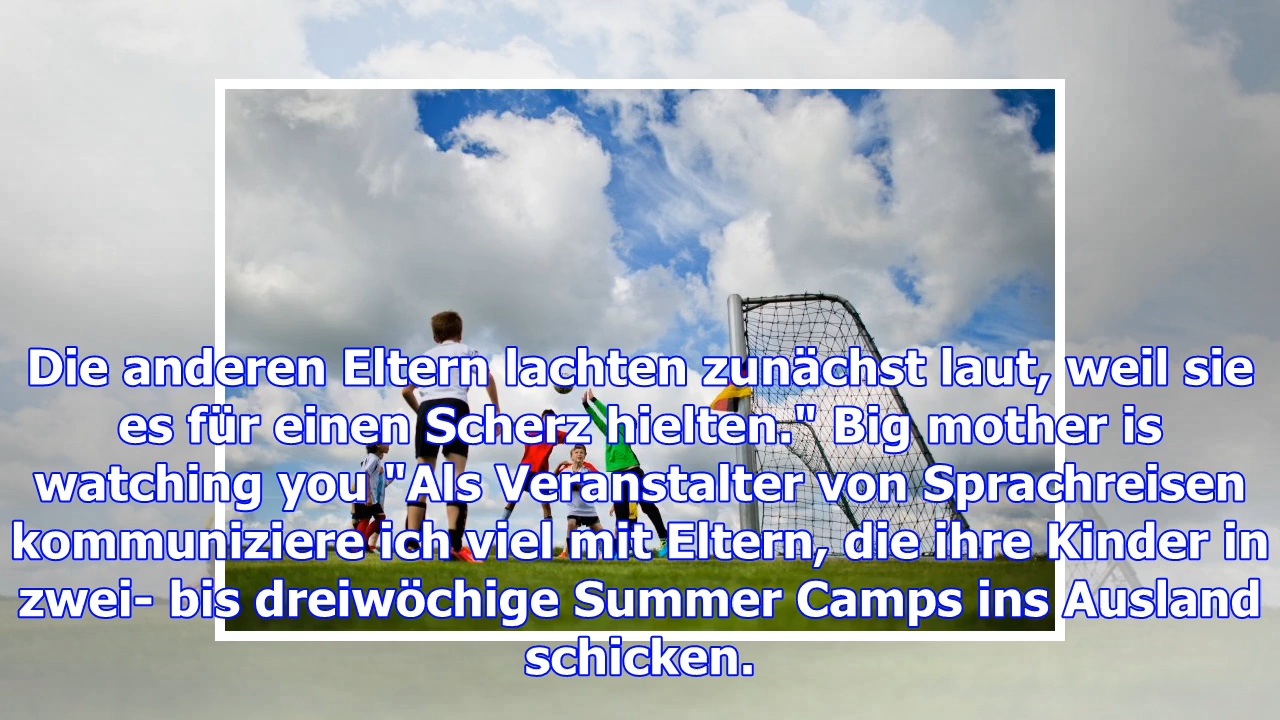 Die anderen Eltern lachten zunächst laut, weil sie
es für einen Scherz hielten." Big mother is
watching you "Als Veranstalter von Sprachreisen
kommuniziere ich viel mit Eltern, die ihre Kinder in
zwei- bis dreiwöchige Summer Camps ins Ausland
schicken.